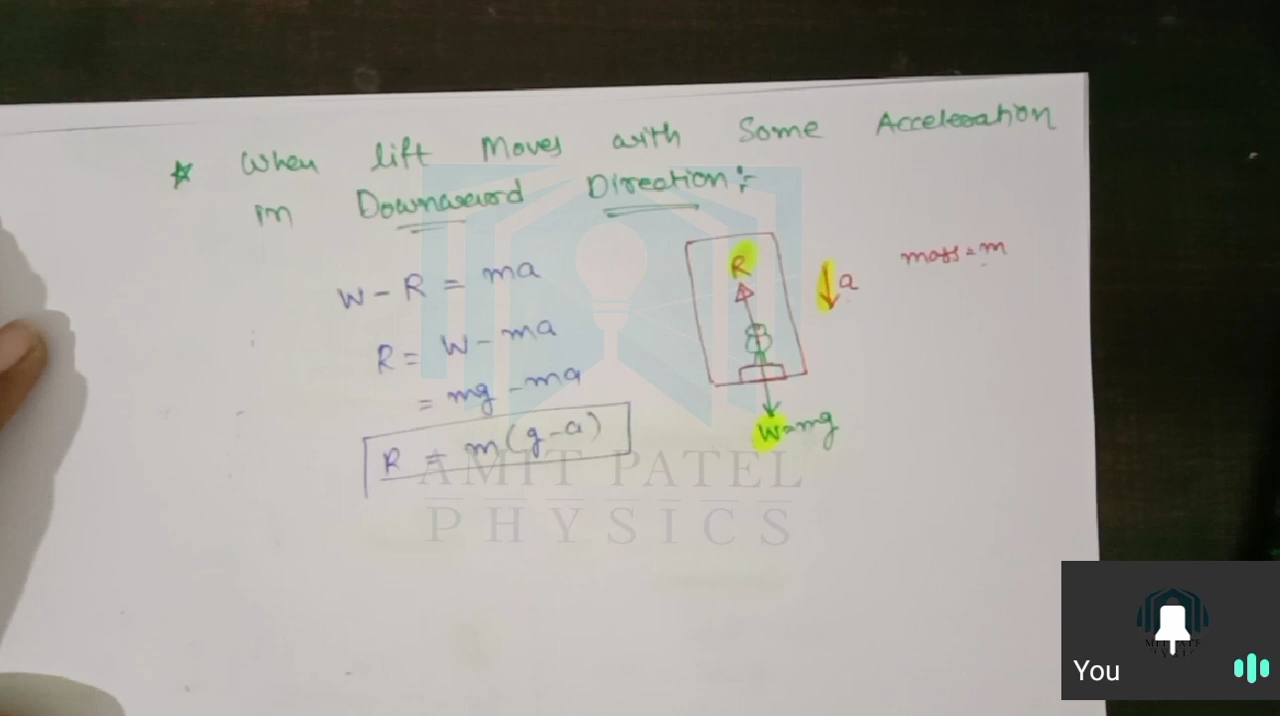 ☆ When lift Moves with Some Acceleration
in Downward Direction :-
W - R = ma
R = W - ma
= mg - ma
R = m(g-a)
R
a
mass = m
W=mg
AMIT PATEL
PHYSICS
You